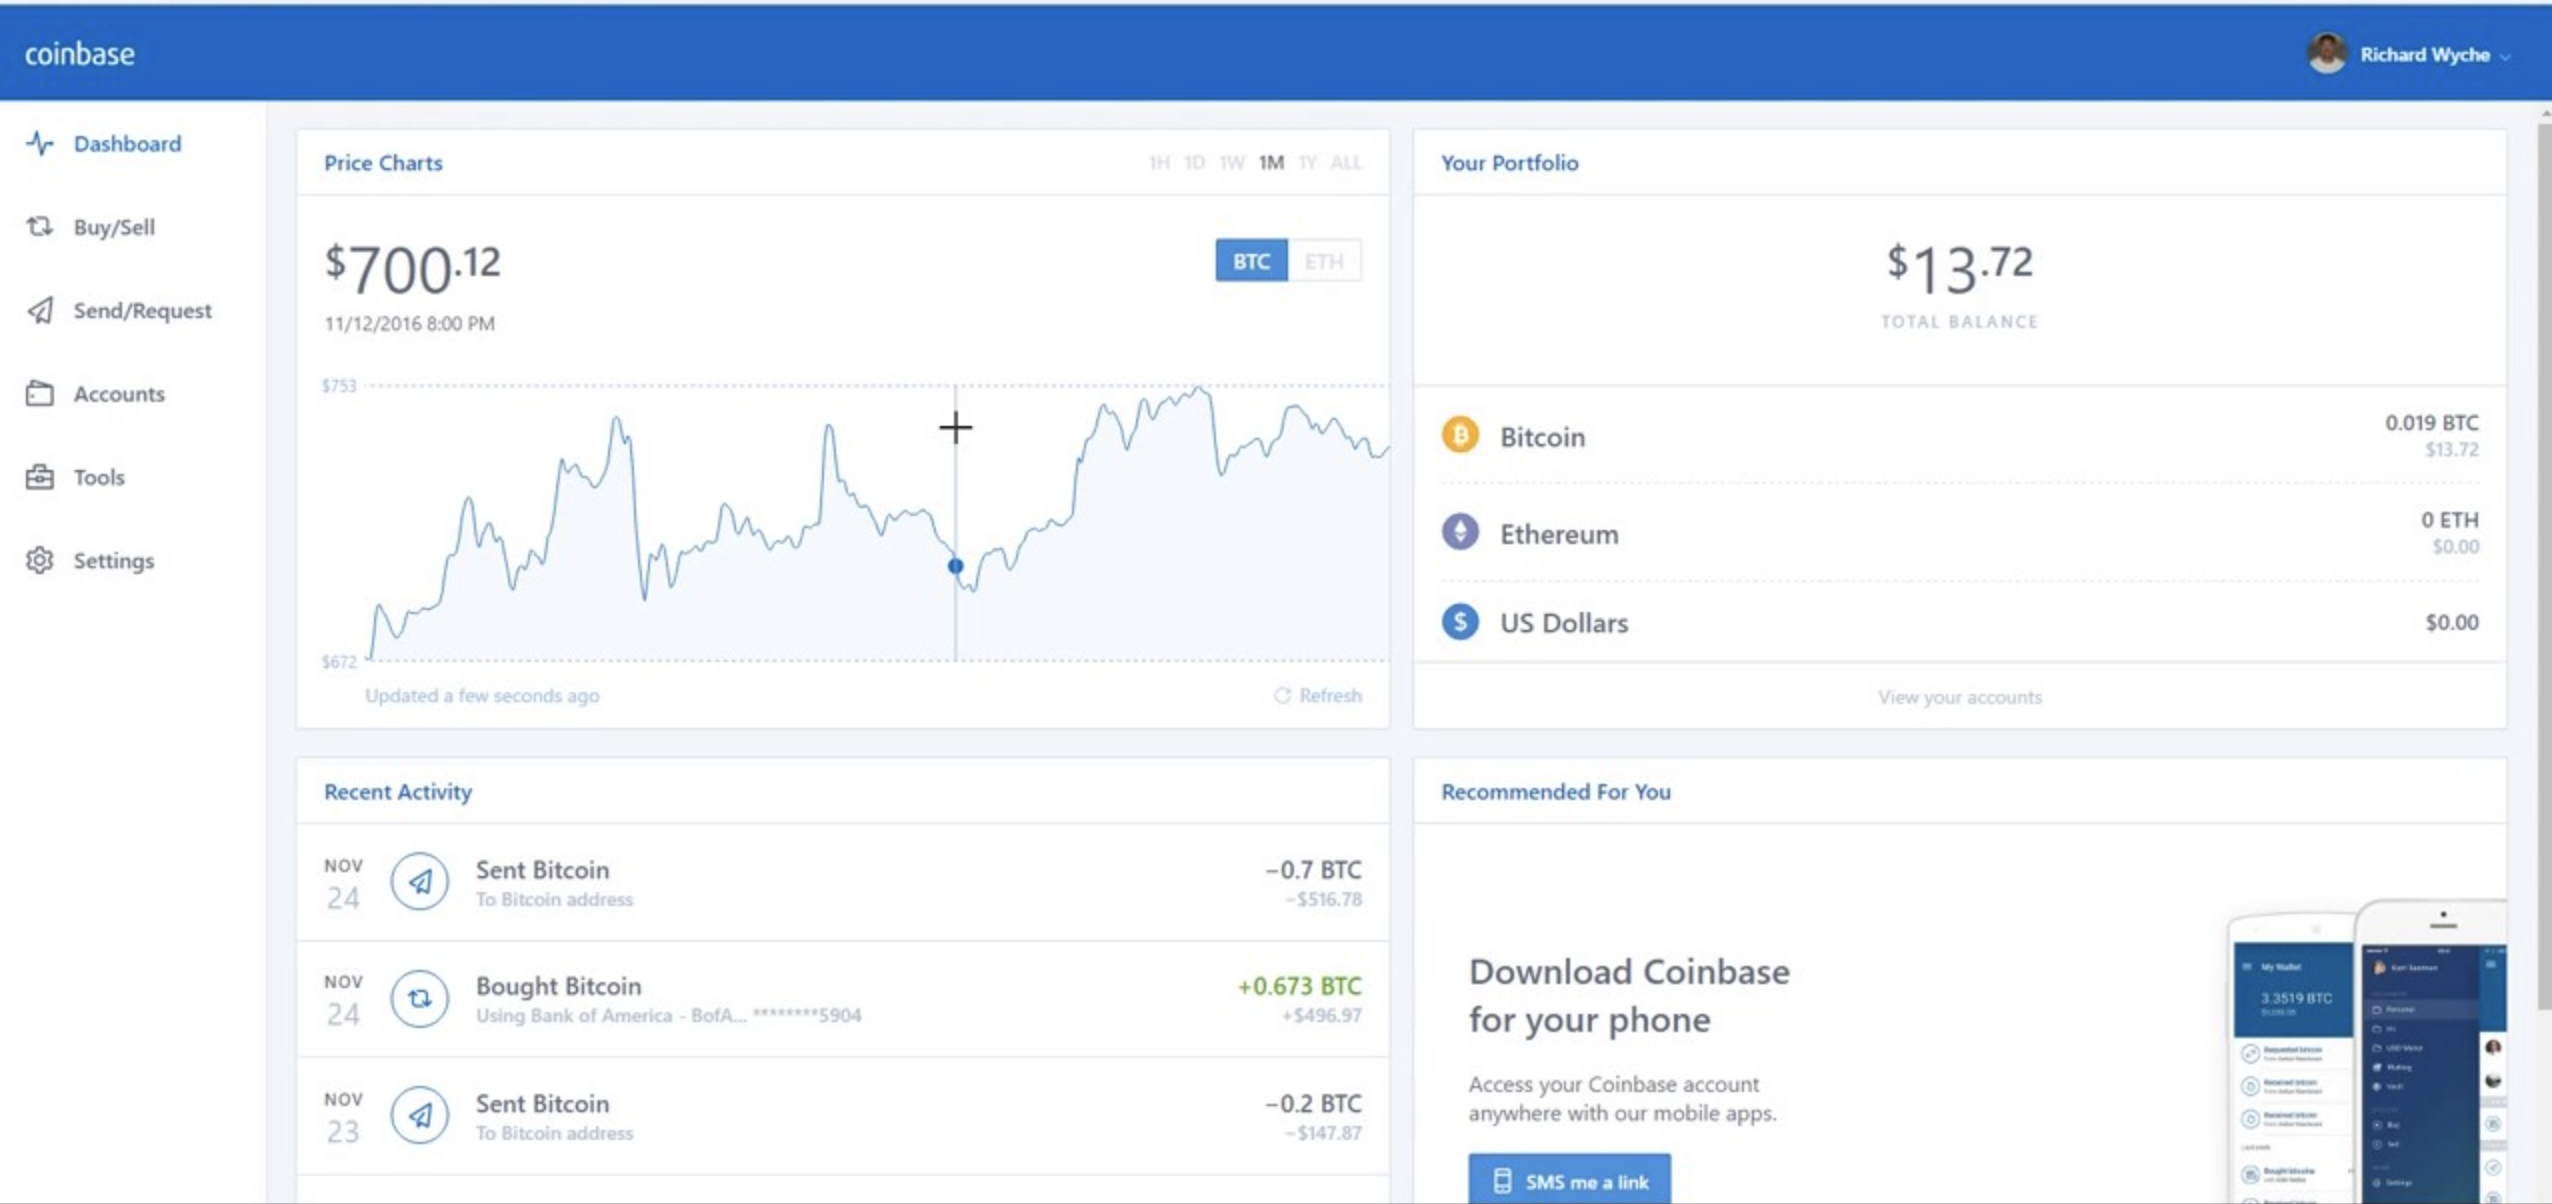 coinbase
Richard Wyche
Dashboard
Buy/Sell
Send/Request
Accounts
Tools
Settings
Price Charts
1H 1D 1W 1M 1Y ALL
$700.12
11/12/2016 8:00 PM
BTC ETH
$753
$672
Updated a few seconds ago
Refresh
Your Portfolio
$13.72
TOTAL BALANCE
Bitcoin
0.019 BTC
$13.72
Ethereum
0 ETH
$0.00
US Dollars
$0.00
View your accounts
Recent Activity
NOV
24
Sent Bitcoin
To Bitcoin address
−0.7 BTC
−$516.78
NOV
24
Bought Bitcoin
Using Bank of America - BofA... ********5904
+0.673 BTC
+$496.97
NOV
23
Sent Bitcoin
To Bitcoin address
−0.2 BTC
−$147.87
Recommended For You
Download Coinbase
for your phone
Access your Coinbase account
anywhere with our mobile apps.
SMS me a link
My Wallet
3.3519 BTC